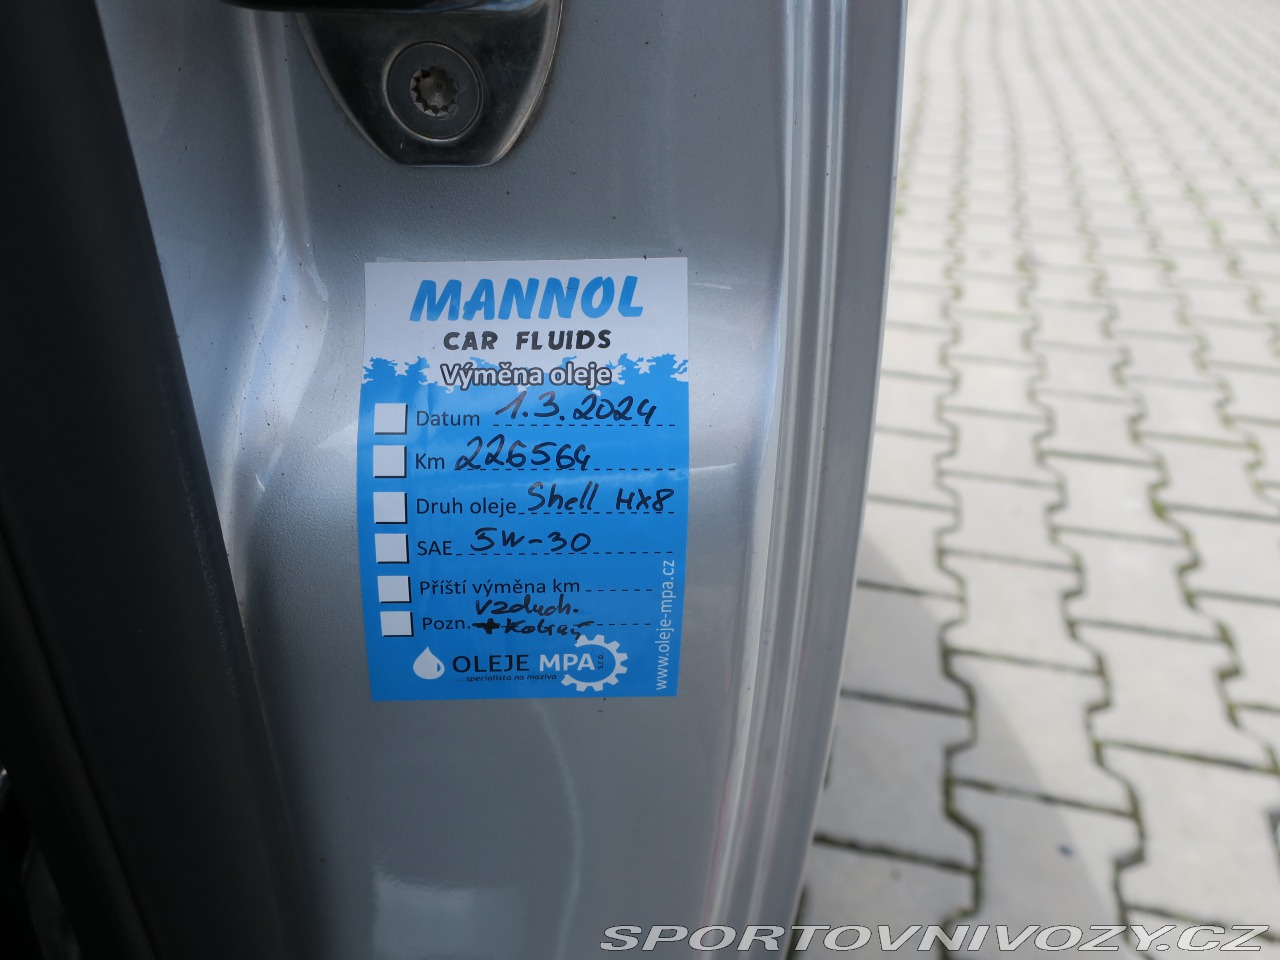 MANNOL
CAR FLUIDS
Výměna oleje
Datum 1.3.2024
Km 226564
Druh oleje Shell HX8
SAE 5W-30
Příští výměna km
Vzduch.
Pozn. +
OLEJE MPA s.r.o.
...specialista na maziva
www.oleje-mpa.cz
SPORTOVNIVOZY.CZ